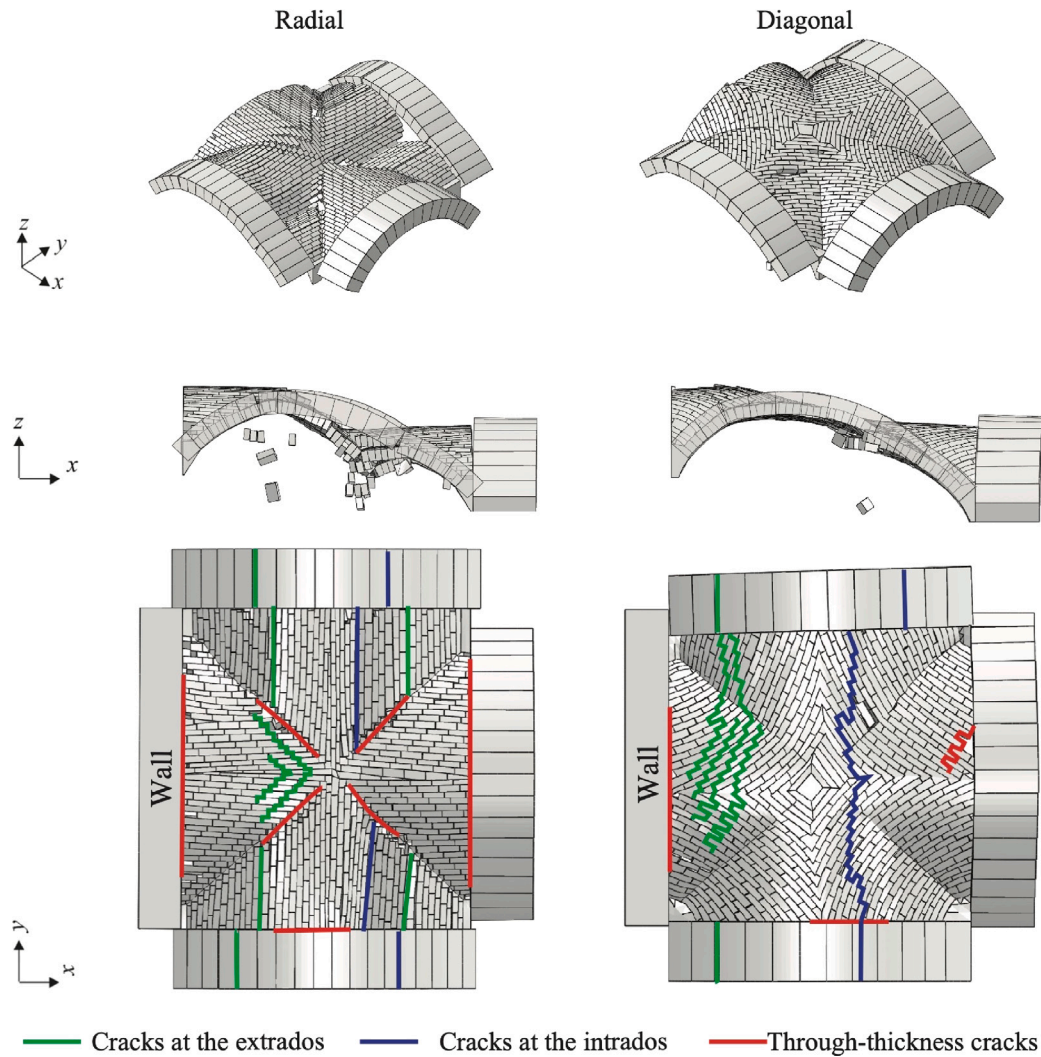 Radial
Diagonal
z
y
x
z
x
Wall
Wall
y
x
Cracks at the extrados
Cracks at the intrados
Through-thickness cracks